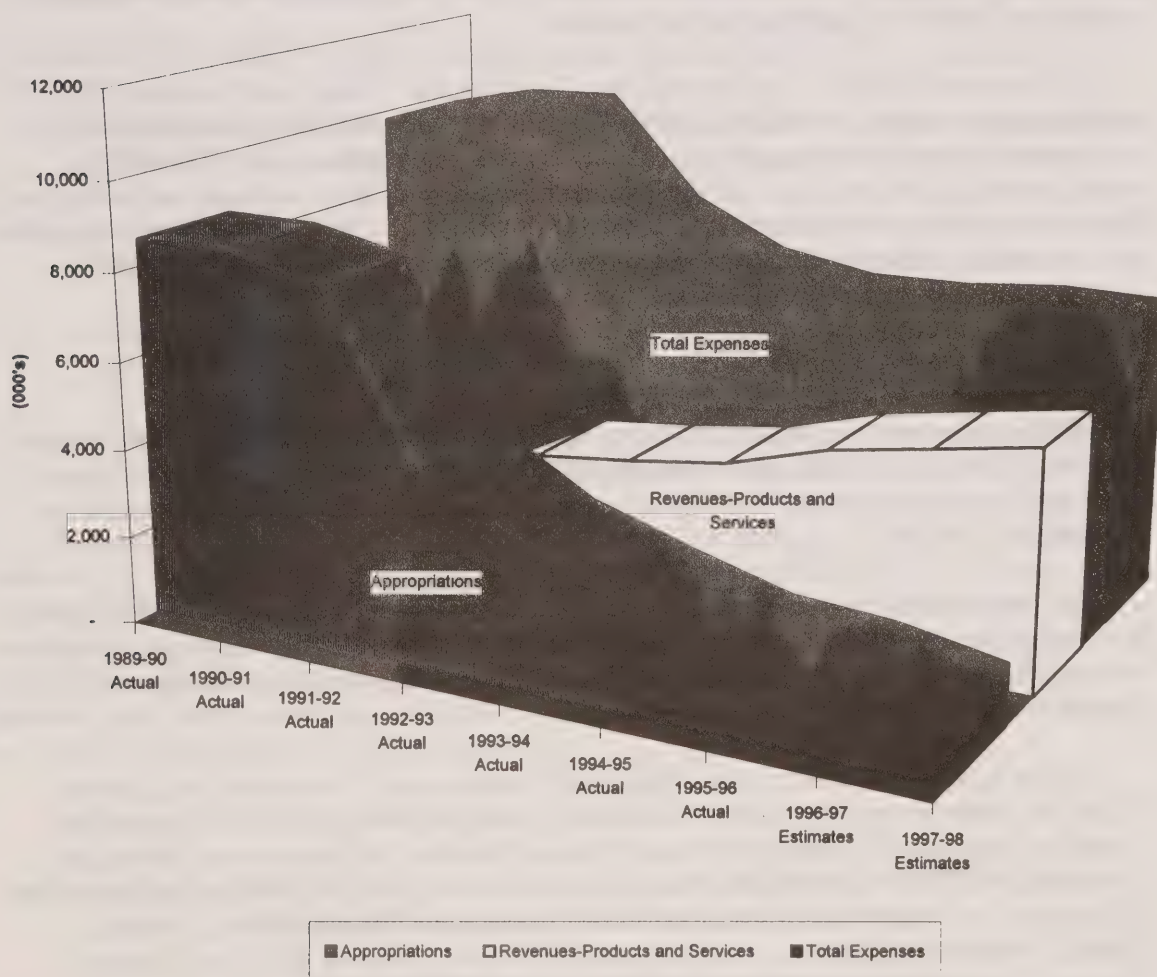 12,000
10,000
8,000
6,000
4,000
2,000
-
(000's)
Total Expenses
Revenues-Products and
Services
Appropriations
1989-90
Actual
1990-91
Actual
1991-92
Actual
1992-93
Actual
1993-94
Actual
1994-95
Actual
1995-96
Actual
1996-97
Estimates
1997-98
Estimates
Appropriations Revenues-Products and Services Total Expenses